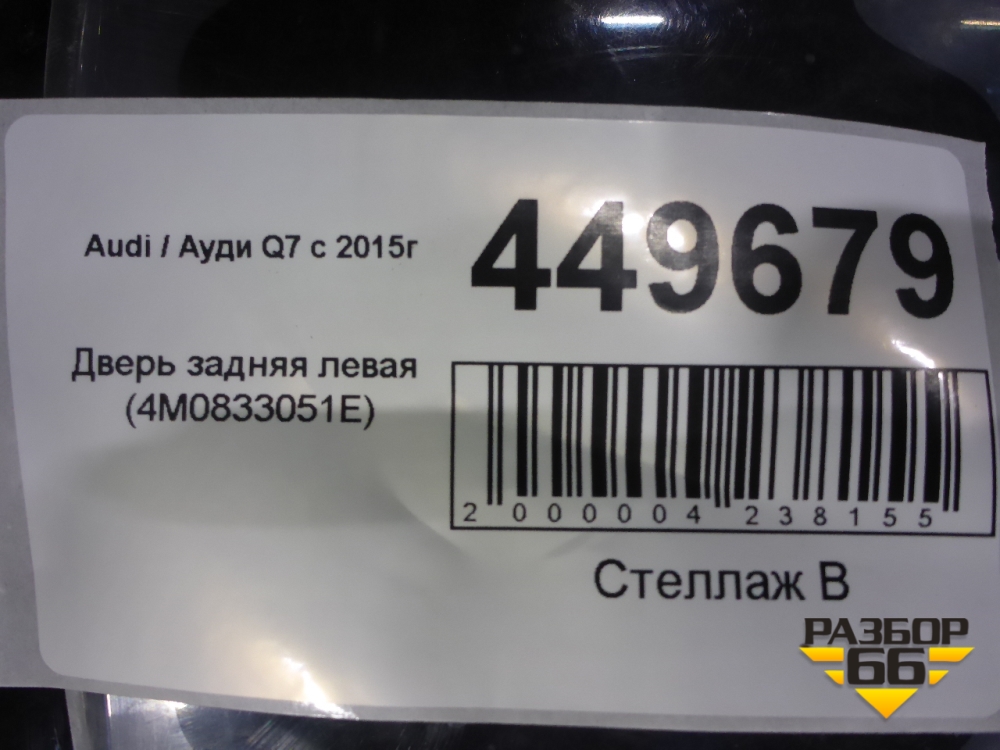 Audi / Ауди Q7 с 2015г
449679
Дверь задняя левая
(4M0833051E)
2 000004 238155
Стеллаж В
РАЗБОР
66